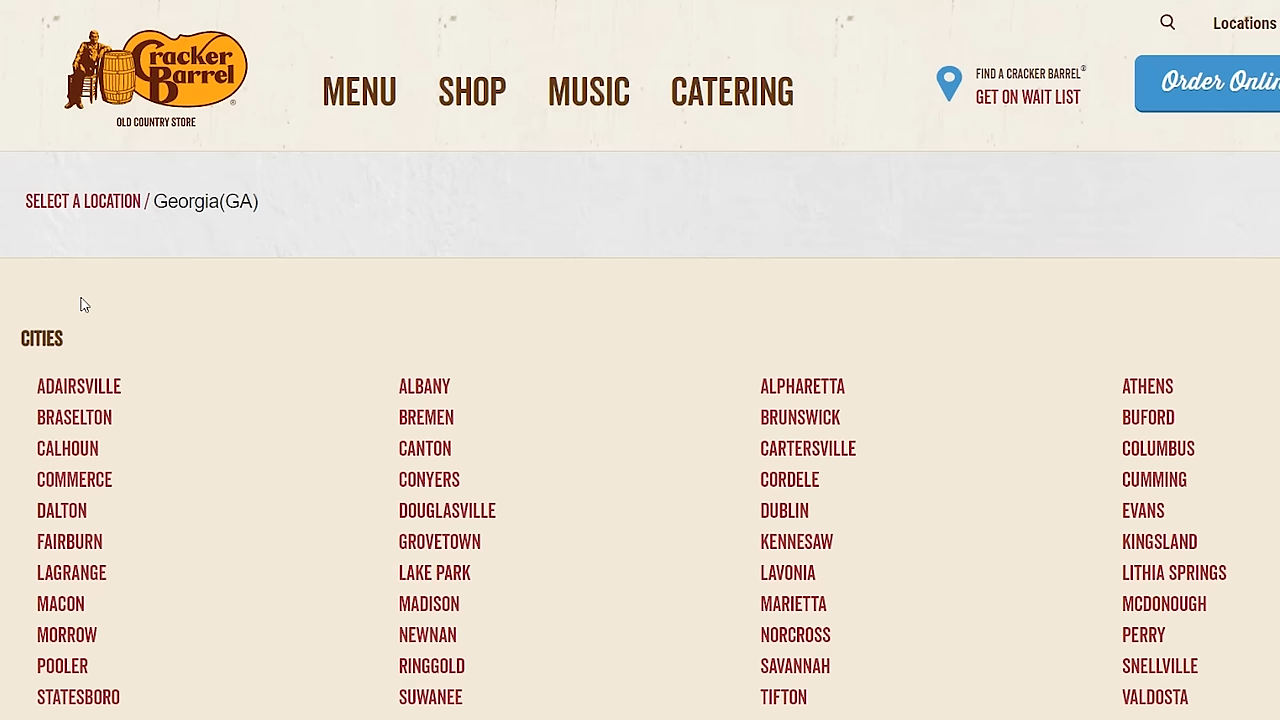 Locations
Cracker
Barrel
®
OLD COUNTRY STORE
MENU SHOP MUSIC CATERING
FIND A CRACKER BARREL®
GET ON WAIT LIST
Order Onlin
SELECT A LOCATION / Georgia(GA)
CITIES
ADAIRSVILLE ALBANY ALPHARETTA ATHENS
BRASELTON BREMEN BRUNSWICK BUFORD
CALHOUN CANTON CARTERSVILLE COLUMBUS
COMMERCE CONYERS CORDELE CUMMING
DALTON DOUGLASVILLE DUBLIN EVANS
FAIRBURN GROVETOWN KENNESAW KINGSLAND
LAGRANGE LAKE PARK LAVONIA LITHIA SPRINGS
MACON MADISON MARIETTA MCDONOUGH
MORROW NEWNAN NORCROSS PERRY
POOLER RINGGOLD SAVANNAH SNELLVILLE
STATESBORO SUWANEE TIFTON VALDOSTA